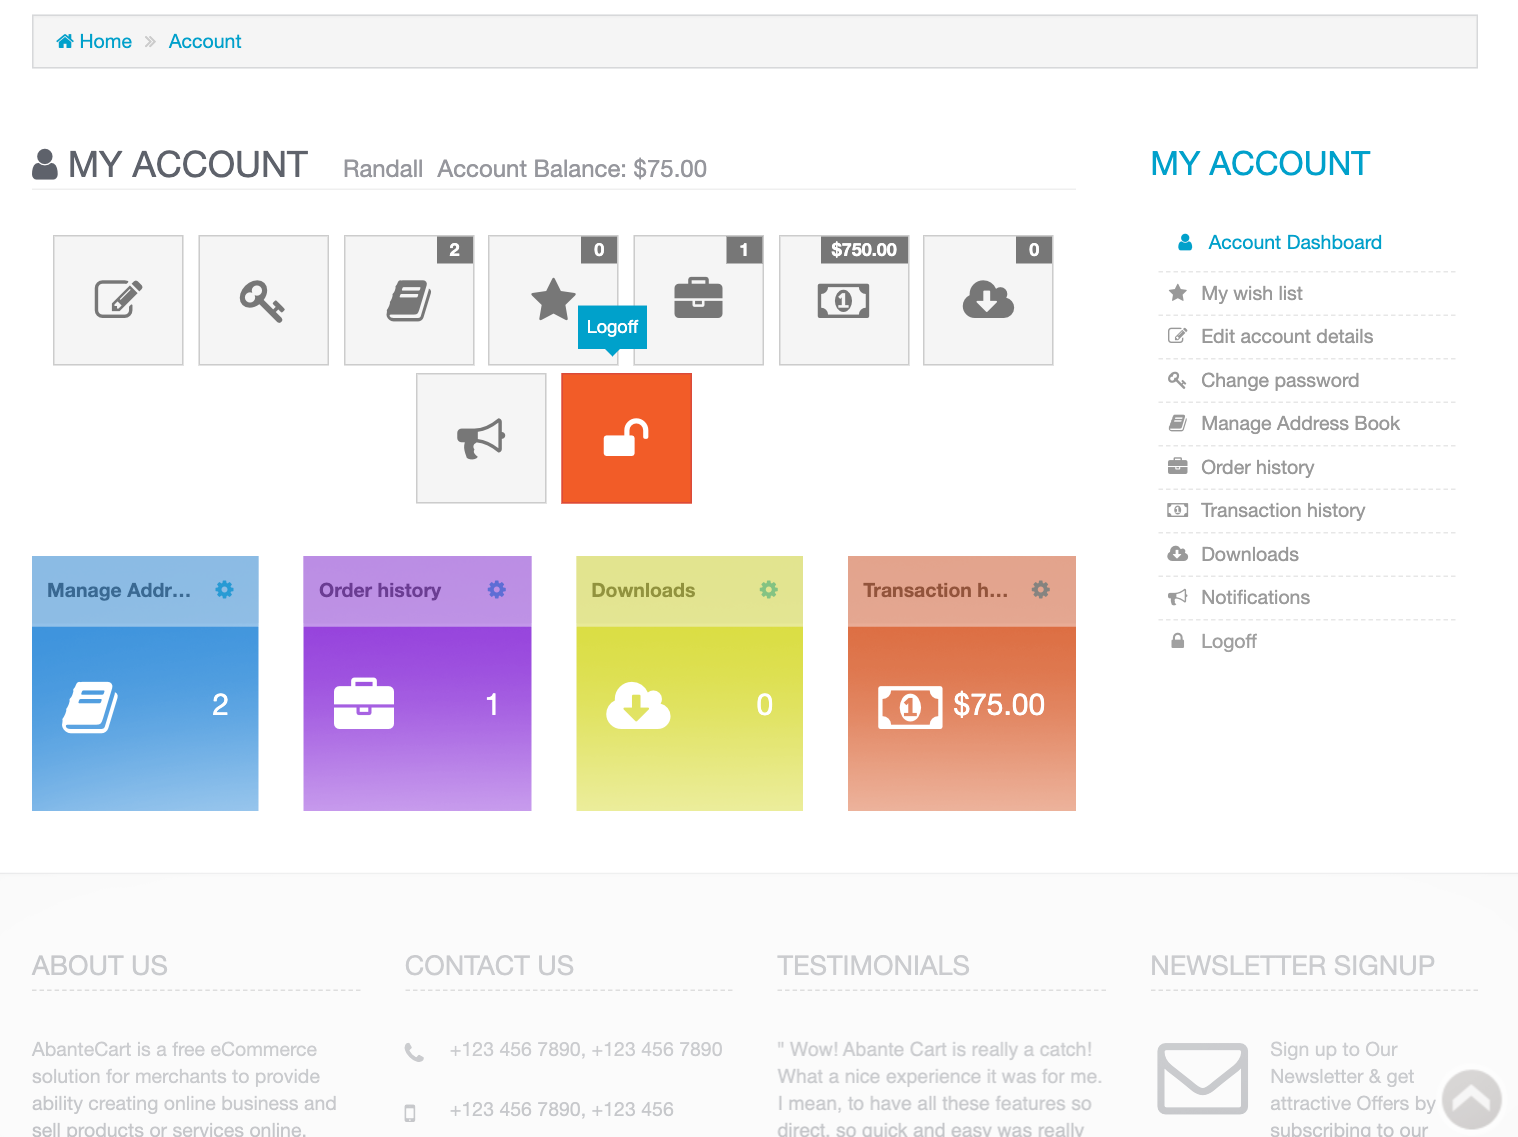 Home » Account
MY ACCOUNT Randall Account Balance: $75.00
2
0
1
$750.00
0
Logoff
Manage Addr...
2
Order history
1
Downloads
0
Transaction h...
$75.00
MY ACCOUNT
Account Dashboard
My wish list
Edit account details
Change password
Manage Address Book
Order history
Transaction history
Downloads
Notifications
Logoff
ABOUT US
AbanteCart is a free eCommerce
solution for merchants to provide
ability creating online business and
sell products or services online.
CONTACT US
+123 456 7890, +123 456 7890
+123 456 7890, +123 456
TESTIMONIALS
" Wow! Abante Cart is really a catch!
What a nice experience it was for me.
I mean, to have all these features so
direct, so quick and easy was really
NEWSLETTER SIGNUP
Sign up to Our
Newsletter & get
attractive Offers by
subscribing to our